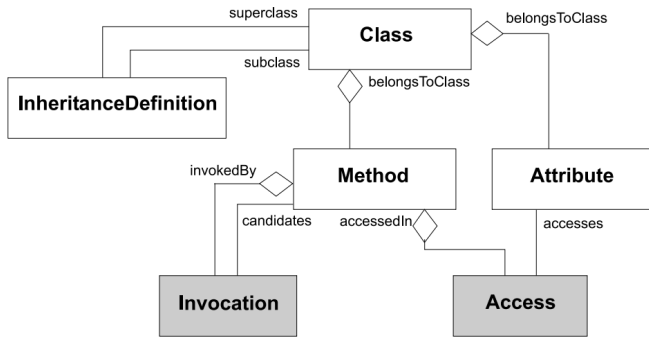 superclass
Class
belongsToClass
subclass
belongsToClass
InheritanceDefinition
invokedBy
Method
Attribute
candidates
accessedIn
accesses
Invocation
Access